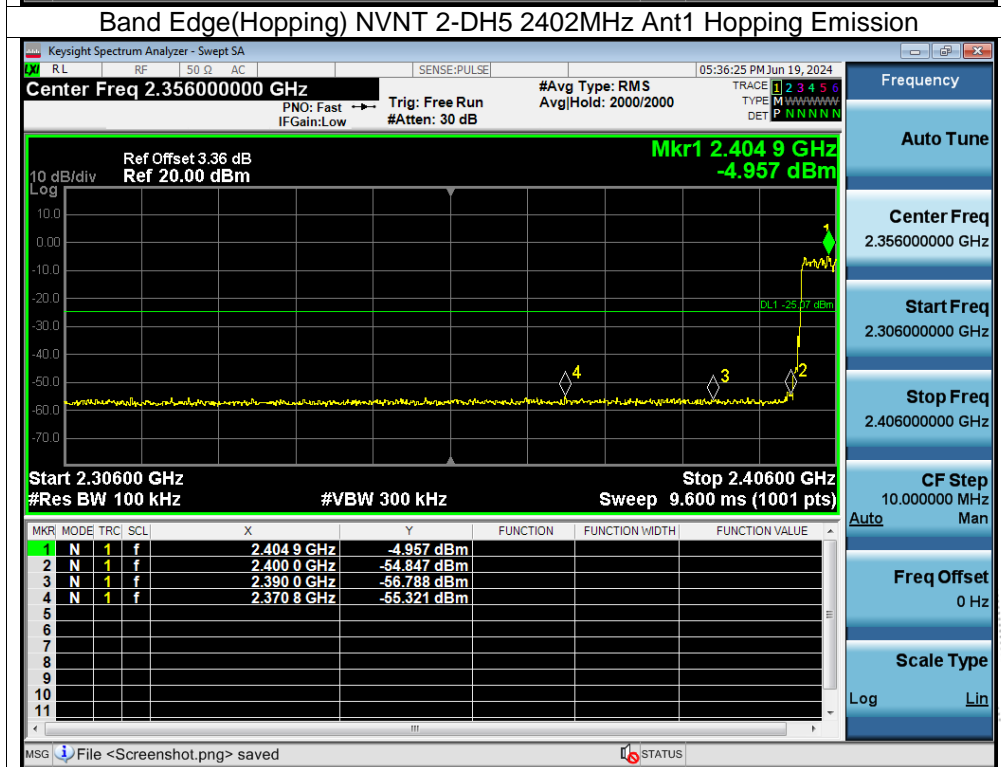 Band Edge(Hopping) NVNT 2-DH5 2402MHz Ant1 Hopping Emission
Keysight Spectrum Analyzer - Swept SA
LXI RL RF 50 Ω AC SENSE:PULSE 05:36:25 PM Jun 19, 2024
Center Freq 2.356000000 GHz
PNO: Fast
IFGain:Low
Trig: Free Run
#Atten: 30 dB
#Avg Type: RMS
Avg|Hold: 2000/2000
TRACE 1 2 3 4 5 6
TYPE M WWWWW
DET P N N N N N
Ref Offset 3.36 dB
10 dB/div Ref 20.00 dBm
Log
Mkr1 2.404 9 GHz
-4.957 dBm
10.0
0.00
-10.0
-20.0
-30.0
-40.0
-50.0
-60.0
-70.0
1
DL1 -25.07 dBm
4
3
2
Start 2.30600 GHz Stop 2.40600 GHz
#Res BW 100 kHz #VBW 300 kHz Sweep 9.600 ms (1001 pts)
MKR MODE TRC SCL X Y FUNCTION FUNCTION WIDTH FUNCTION VALUE
1 N 1 f 2.404 9 GHz -4.957 dBm
2 N 1 f 2.400 0 GHz -54.847 dBm
3 N 1 f 2.390 0 GHz -56.788 dBm
4 N 1 f 2.370 8 GHz -55.321 dBm
5
6
7
8
9
10
11
MSG File <Screenshot.png> saved STATUS
Frequency
Auto Tune
Center Freq
2.356000000 GHz
Start Freq
2.306000000 GHz
Stop Freq
2.406000000 GHz
CF Step
10.000000 MHz
Auto Man
Freq Offset
0 Hz
Scale Type
Log Lin